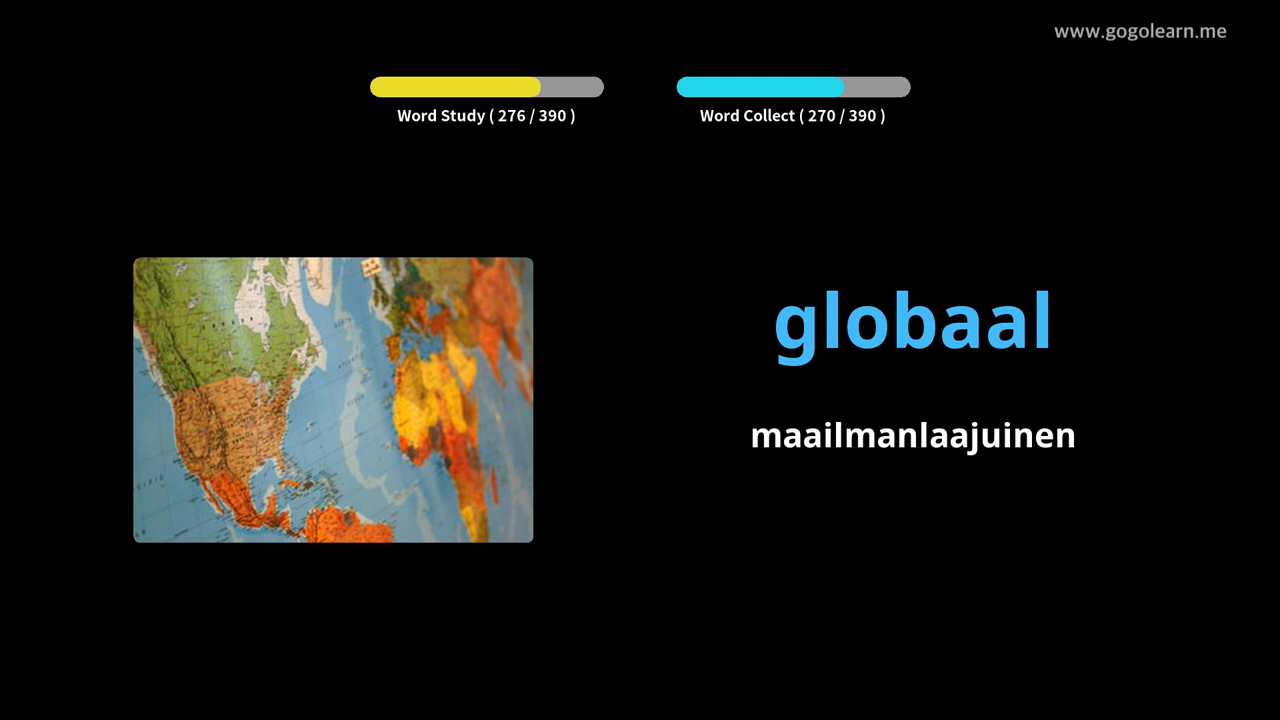 www.gogolearn.me
Word Study ( 276 / 390 )
Word Collect ( 270 / 390 )
globaal
maailmanlaajuinen